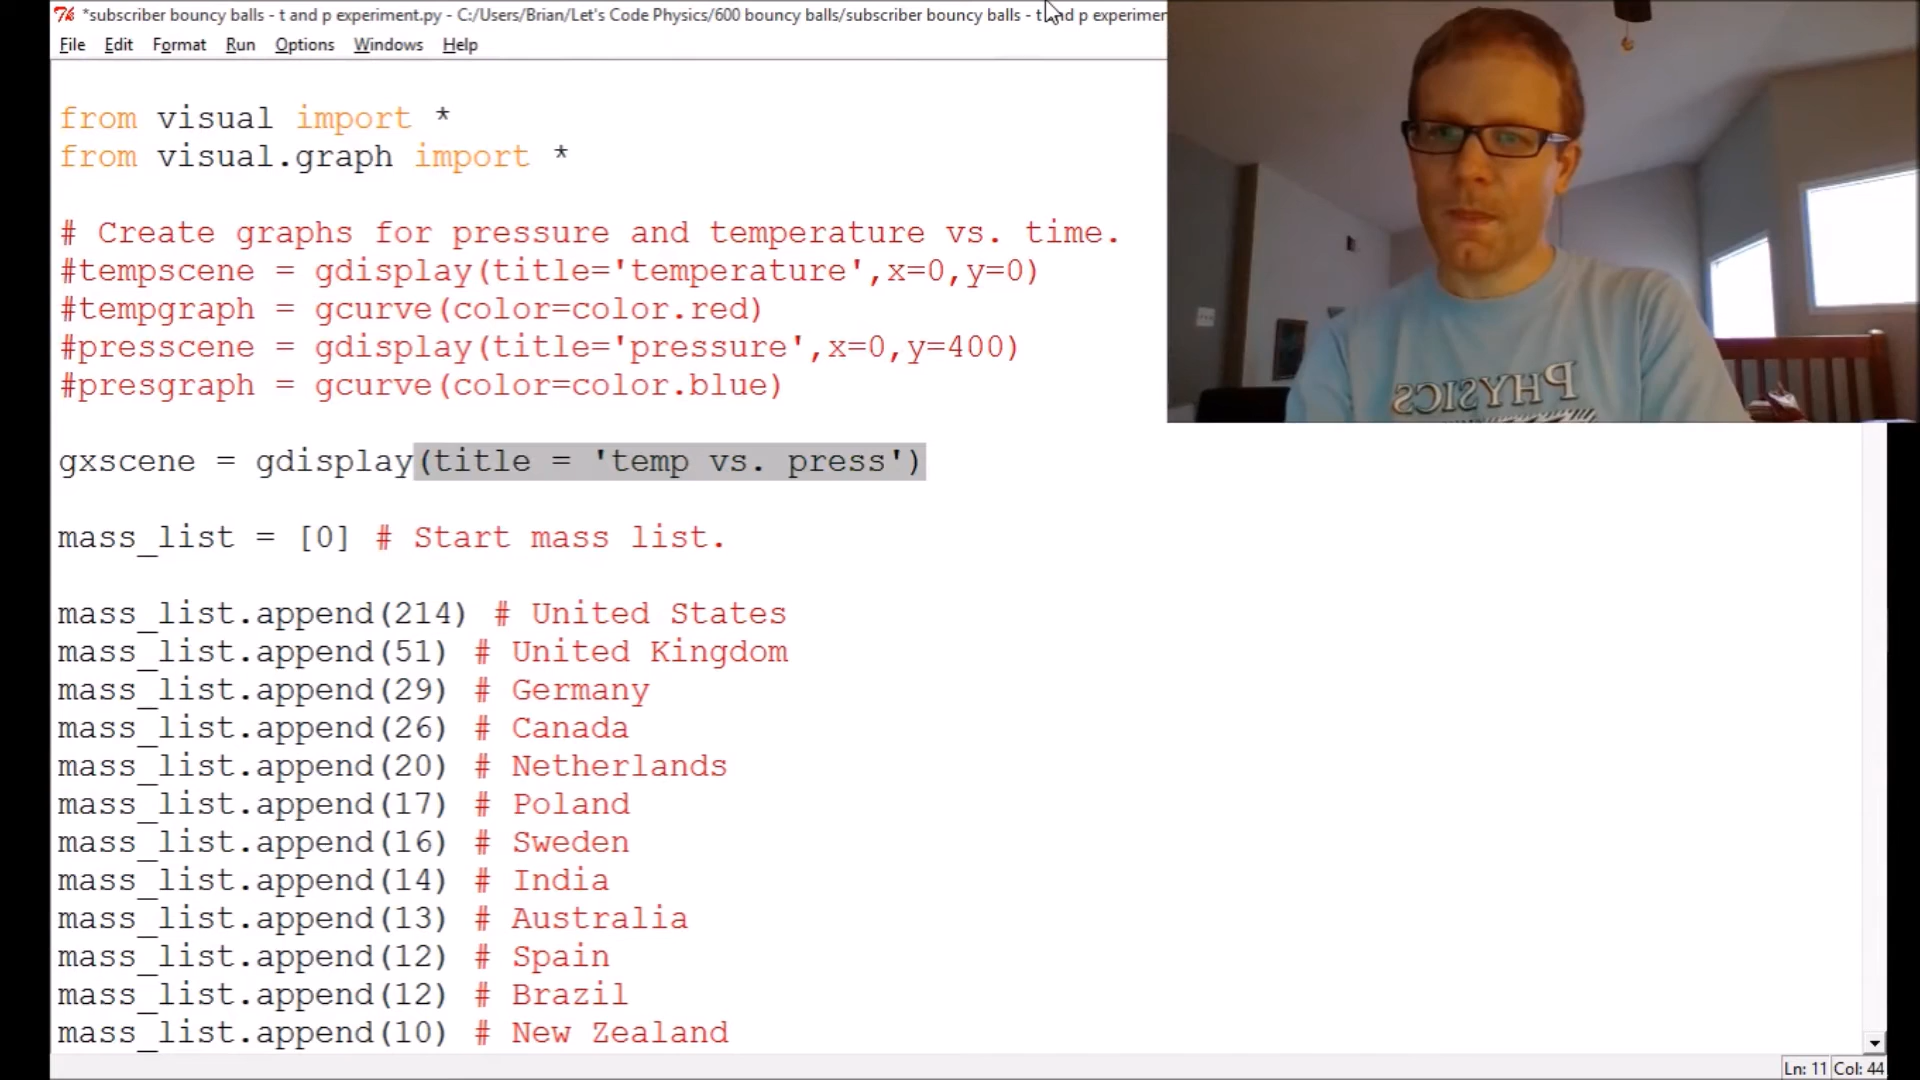 *subscriber bouncy balls - t and p experiment.py - C:/Users/Brian/Let's Code Physics/600 bouncy balls/subscriber bouncy balls - t and p experimen
File Edit Format Run Options Windows Help
from visual import *
from visual.graph import *
# Create graphs for pressure and temperature vs. time.
#tempscene = gdisplay(title='temperature',x=0,y=0)
#tempgraph = gcurve(color=color.red)
#presscene = gdisplay(title='pressure',x=0,y=400)
#presgraph = gcurve(color=color.blue)
gxscene = gdisplay(title = 'temp vs. press')
mass_list = [0] # Start mass list.
mass_list.append(214) # United States
mass_list.append(51) # United Kingdom
mass_list.append(29) # Germany
mass_list.append(26) # Canada
mass_list.append(20) # Netherlands
mass_list.append(17) # Poland
mass_list.append(16) # Sweden
mass_list.append(14) # India
mass_list.append(13) # Australia
mass_list.append(12) # Spain
mass_list.append(12) # Brazil
mass_list.append(10) # New Zealand
Ln: 11 Col: 44
PHYSICS